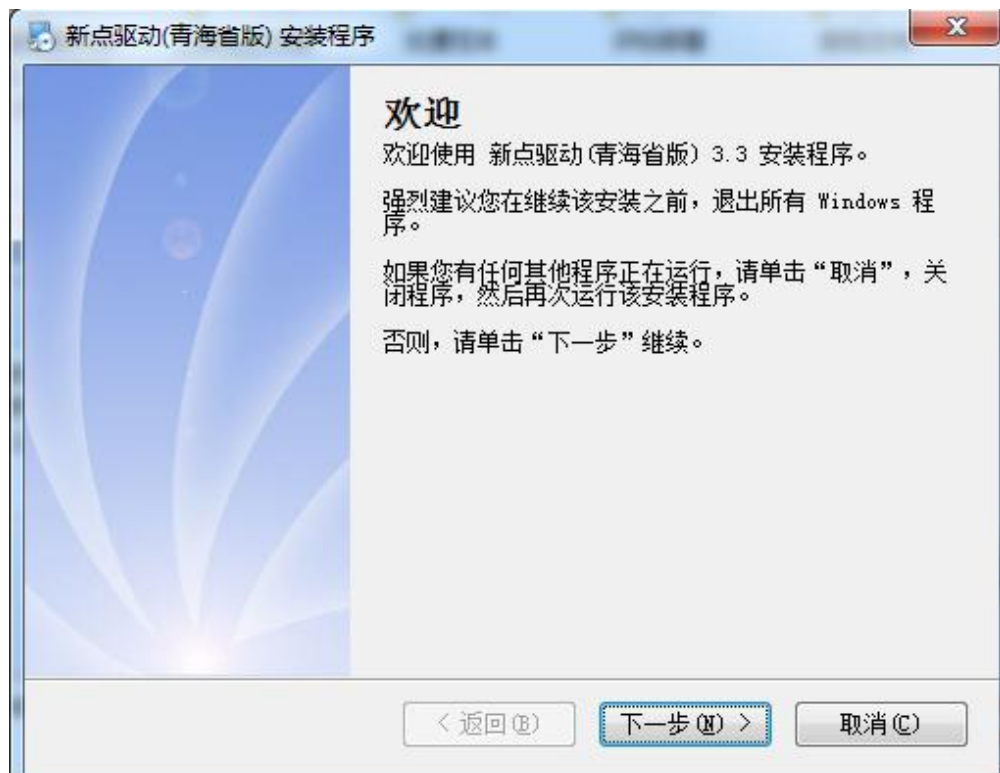 新点驱动(青海省版) 安装程序
欢迎
欢迎使用 新点驱动(青海省版) 3.3 安装程序。
强烈建议您在继续该安装之前，退出所有 Windows 程
序。
如果您有任何其他程序正在运行，请单击“取消”，关
闭程序，然后再次运行该安装程序。
否则，请单击“下一步”继续。
< 返回(B)
下一步(N) >
取消(C)